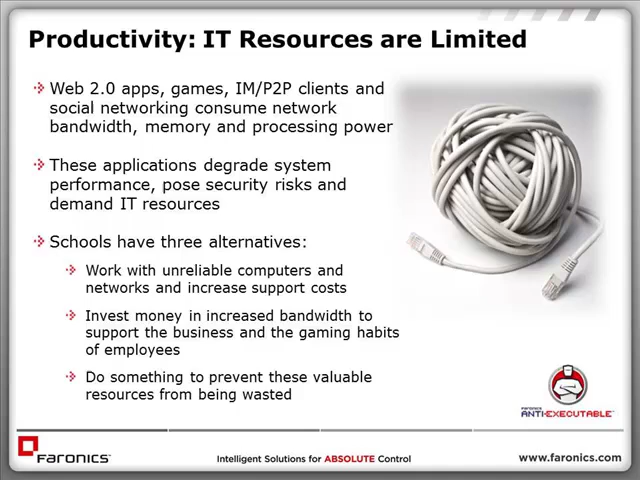 Productivity: IT Resources are Limited
Web 2.0 apps, games, IM/P2P clients and
social networking consume network
bandwidth, memory and processing power
These applications degrade system
performance, pose security risks and
demand IT resources
Schools have three alternatives:
Work with unreliable computers and
networks and increase support costs
Invest money in increased bandwidth to
support the business and the gaming habits
of employees
Do something to prevent these valuable
resources from being wasted
FARONICS
ANTI-EXECUTABLE
FARONICS
Intelligent Solutions for ABSOLUTE Control
www.faronics.com